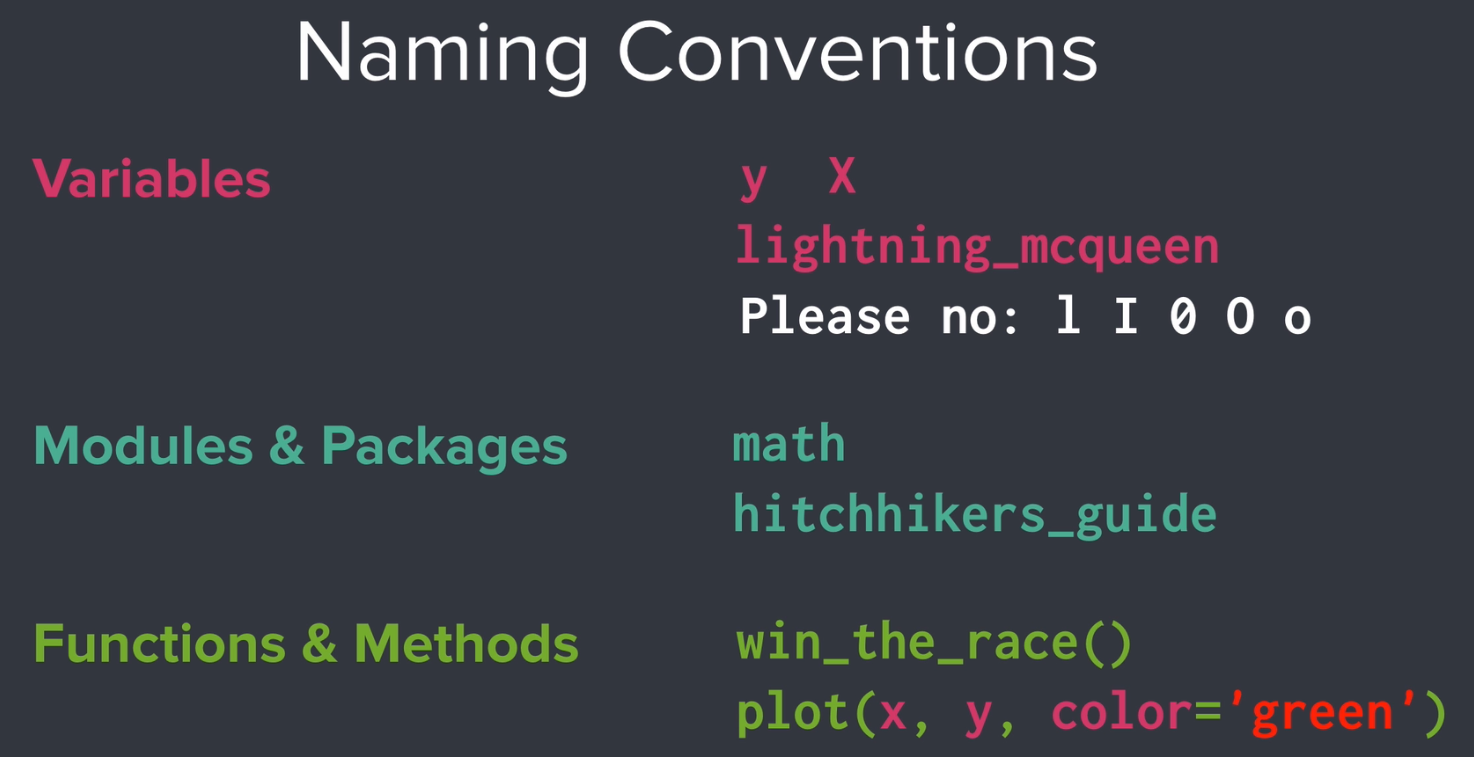 Naming Conventions
Variables
y X
lightning_mcqueen
Please no: l I 0 O o
Modules & Packages
math
hitchhikers_guide
Functions & Methods
win_the_race()
plot(x, y, color='green')